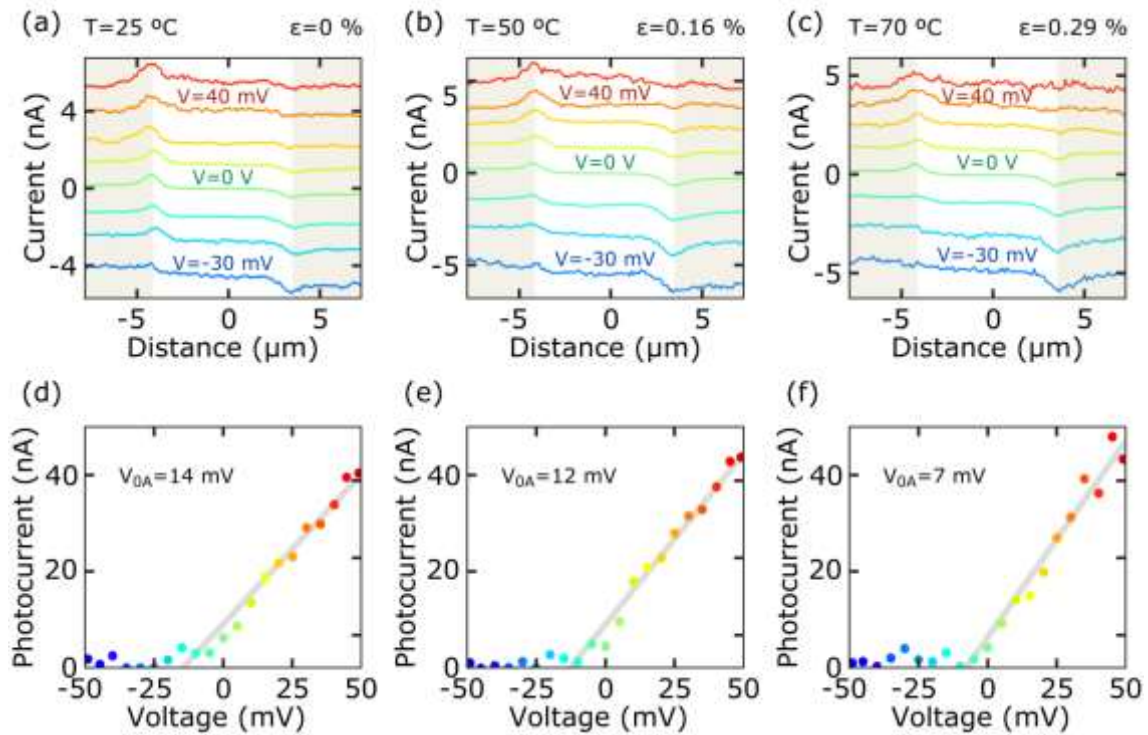 (a) T=25 ºC ε=0 %
(b) T=50 ºC ε=0.16 %
(c) T=70 ºC ε=0.29 %
Current (nA)
4
0
-4
V=40 mV
V=0 V
V=-30 mV
-5 0 5
Distance (µm)
Current (nA)
5
0
-5
V=40 mV
V=0 V
V=-30 mV
-5 0 5
Distance (µm)
Current (nA)
5
0
-5
V=40 mV
V=0 V
V=-30 mV
-5 0 5
Distance (µm)
(d)
Photocurrent (nA)
40
20
0
V0A=14 mV
-50 -25 0 25 50
Voltage (mV)
(e)
Photocurrent (nA)
40
20
0
V0A=12 mV
-50 -25 0 25 50
Voltage (mV)
(f)
Photocurrent (nA)
40
20
0
V0A=7 mV
-50 -25 0 25 50
Voltage (mV)